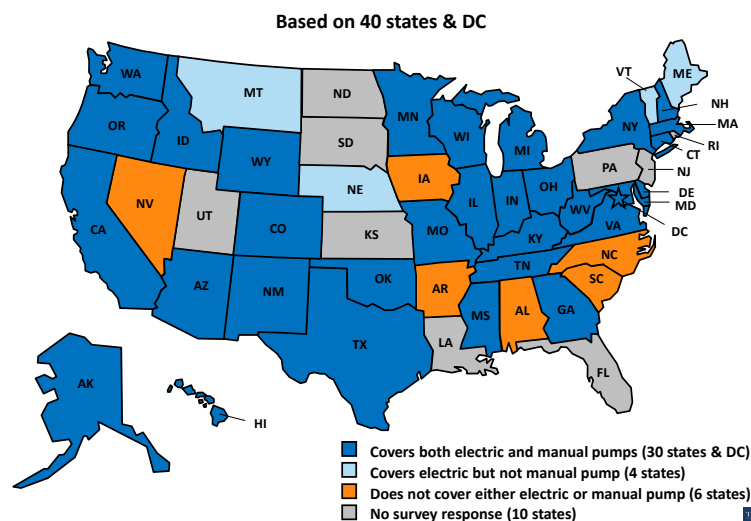 Based on 40 states & DC
WA
MT
ND
MN
VT
ME
OR
ID
SD
WI
MI
NY
NH
MA
WY
RI
CT
NE
IA
PA
NJ
NV
UT
IL
IN
OH
DE
MD
CA
CO
KS
MO
WV
VA
DC
KY
NC
TN
AZ
NM
OK
AR
SC
MS
AL
GA
TX
LA
FL
AK
HI
Covers both electric and manual pumps (30 states & DC)
Covers electric but not manual pump (4 states)
Does not cover either electric or manual pump (6 states)
No survey response (10 states)